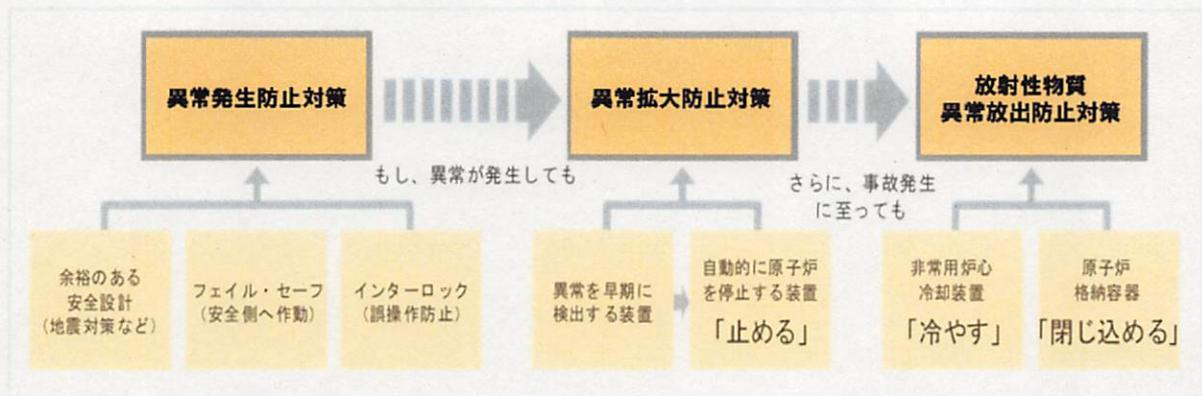 異常発生防止対策
異常拡大防止対策
放射性物質
異常放出防止対策
もし、異常が発生しても
さらに、事故発生
に至っても
余裕のある
安全設計
(地震対策など)
フェイル・セーフ
(安全側へ作動)
インターロック
(誤操作防止)
異常を早期に
検出する装置
自動的に原子炉
を停止する装置
「止める」
非常用炉心
冷却装置
「冷やす」
原子炉
格納容器
「閉じ込める」